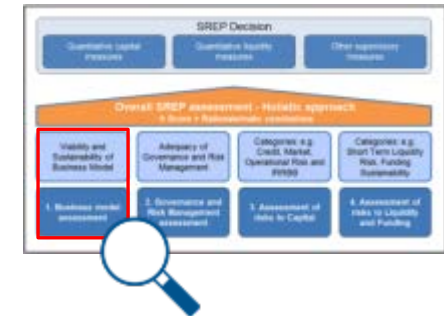 SREP Decision
Quantitative capital
measures
Quantitative liquidity
measures
Other supervisory
measures
Overall SREP assessment - Holistic approach
Score + Rationale/main conclusions
Viability and
Sustainability of
Business Model
Adequacy of
Governance and Risk
Management
Categories: e.g.
Credit, Market,
Operational Risk and
IRRBB
Categories: e.g.
Short Term Liquidity
Risk, Funding
Sustainability
1. Business model
assessment
2. Governance and
Risk Management
assessment
3. Assessment of
risks to Capital
4. Assessment of
risks to Liquidity
and Funding